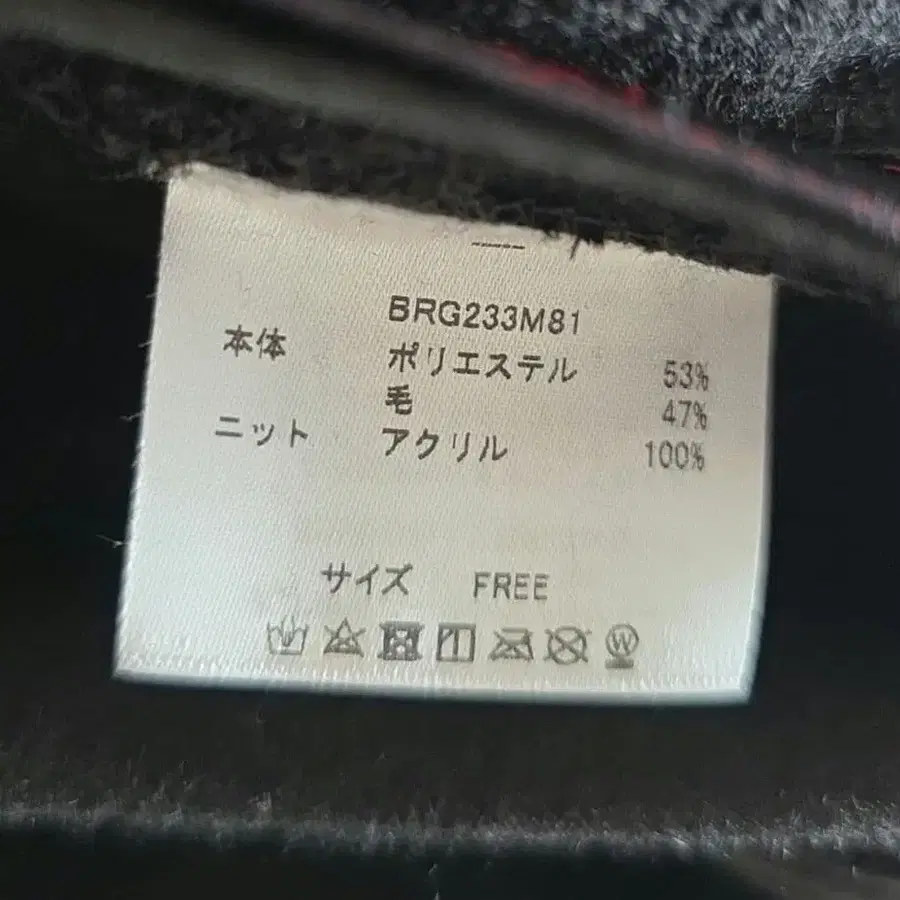 BRG233M81
本体 ポリエステル 53%
毛 47%
ニット アクリル 100%
サイズ FREE
W